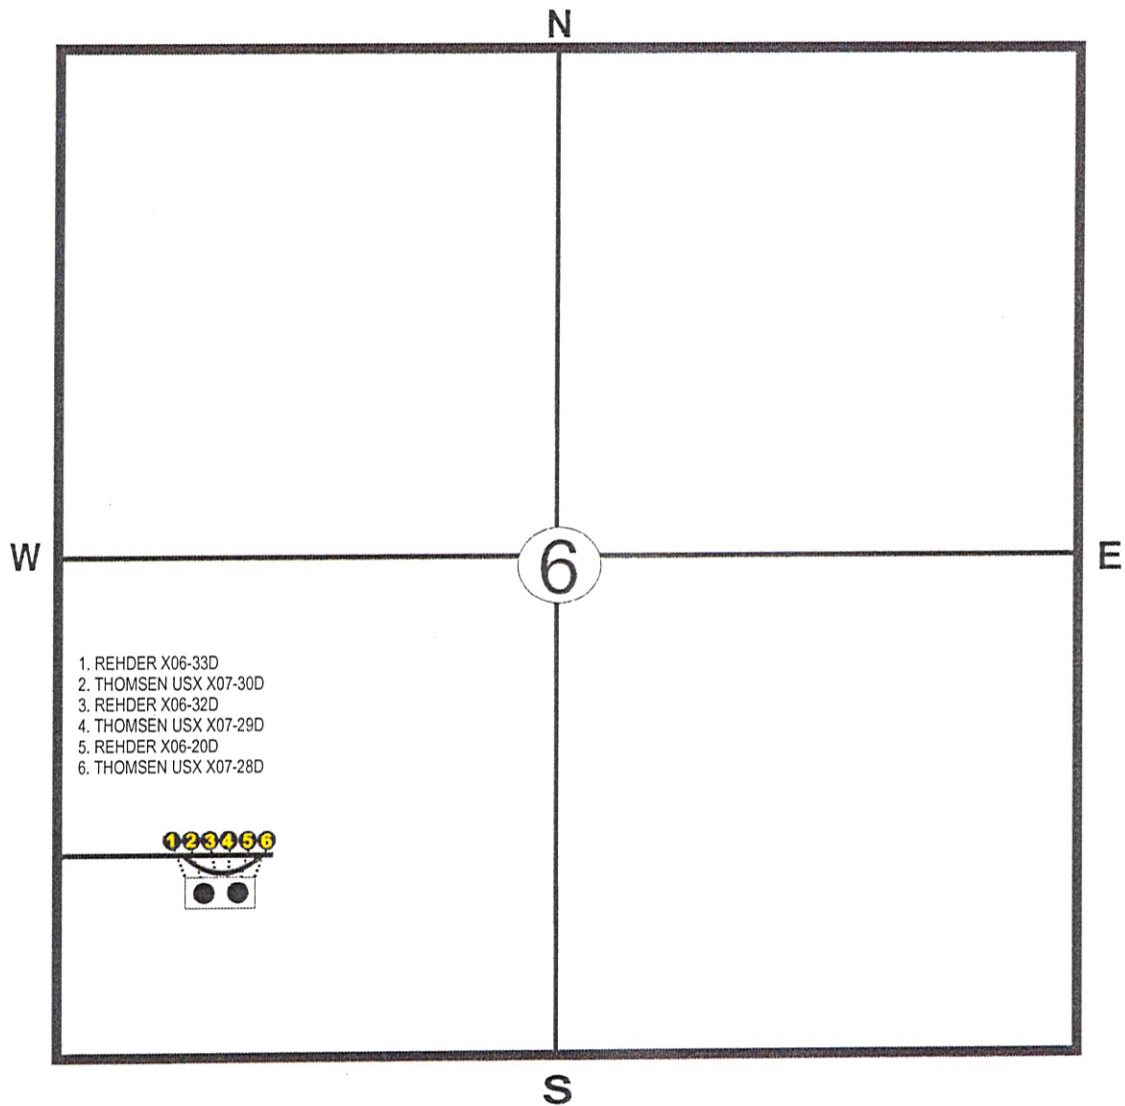 N
W
6
E
1. REHDER X06-33D
2. THOMSEN USX X07-30D
3. REHDER X06-32D
4. THOMSEN USX X07-29D
5. REHDER X06-20D
6. THOMSEN USX X07-28D
1 2 3 4 5 6
S